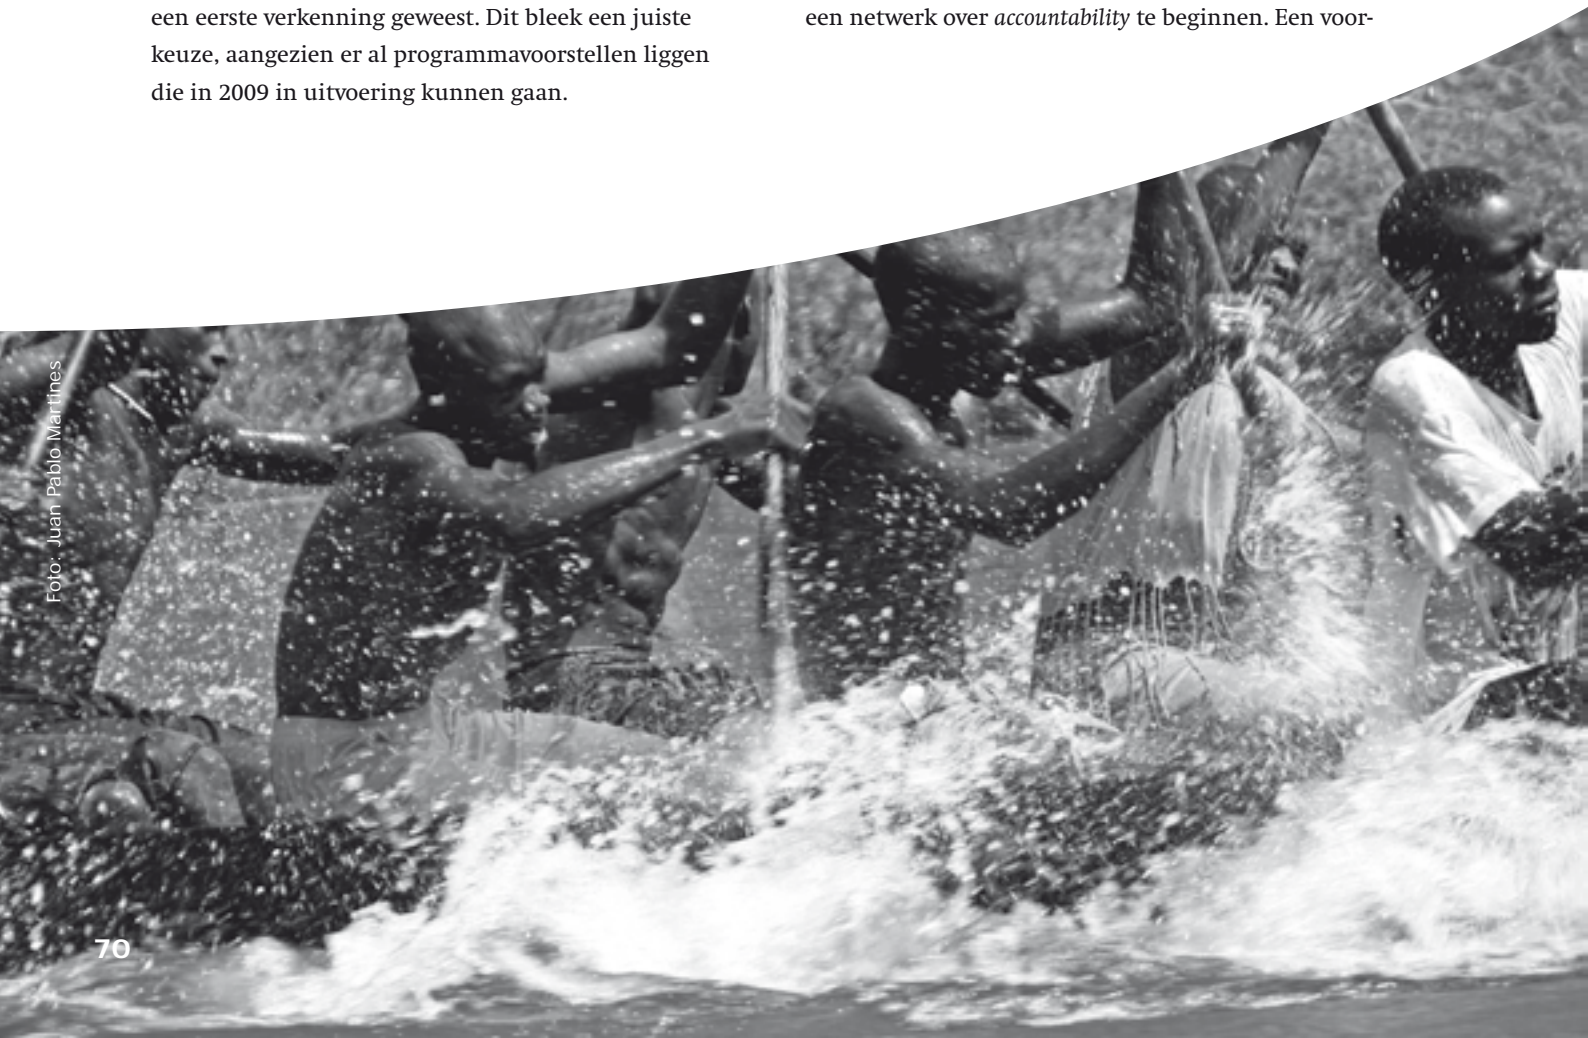 een eerste verkenning geweest. Dit bleek een juiste
keuze, aangezien er al programmavoorstellen liggen
die in 2009 in uitvoering kunnen gaan.
een netwerk over accountability te beginnen. Een voor-
Foto: Juan Pablo Martines
70